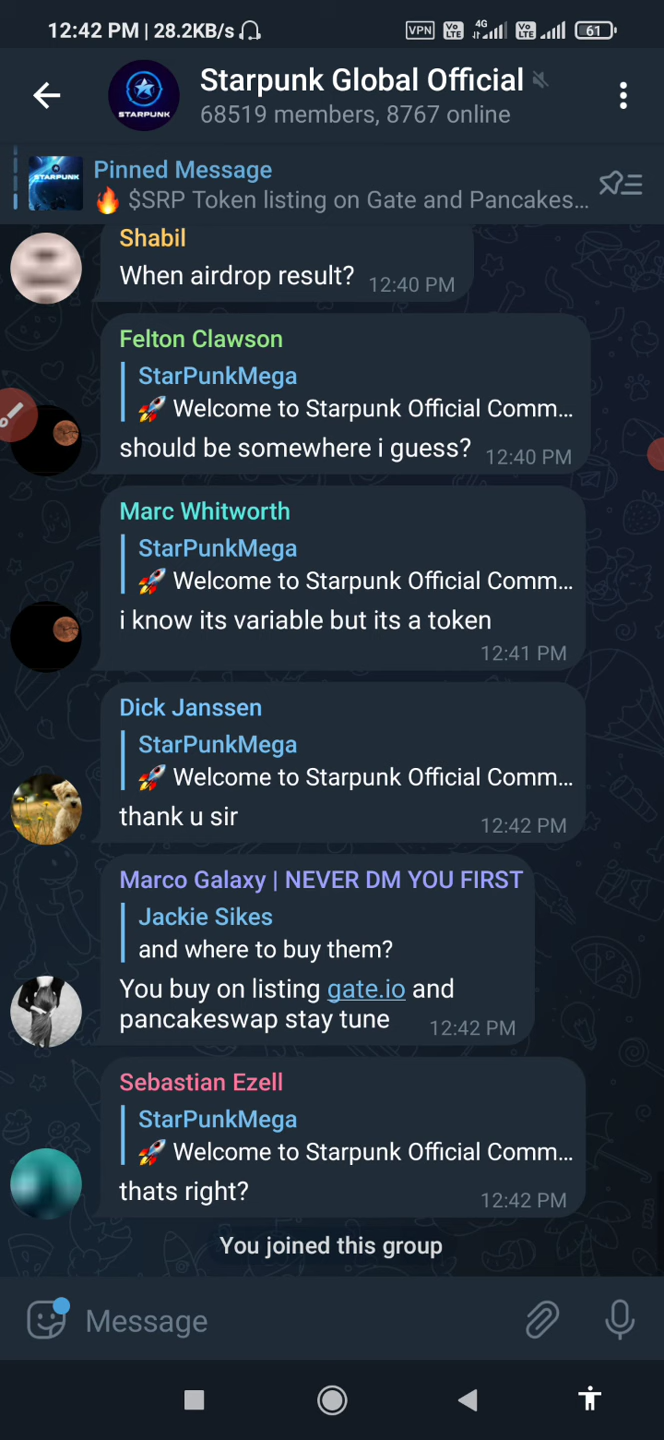 12:42 PM | 28.2KB/s
VPN
Vo LTE
4G
Vo LTE
61
Starpunk Global Official
68519 members, 8767 online
STARPUNK
Pinned Message
🔥 $SRP Token listing on Gate and Pancakes...
STARPUNK
Shabil
When airdrop result? 12:40 PM
Felton Clawson
StarPunkMega
🚀 Welcome to Starpunk Official Comm...
should be somewhere i guess? 12:40 PM
Marc Whitworth
StarPunkMega
🚀 Welcome to Starpunk Official Comm...
i know its variable but its a token
12:41 PM
Dick Janssen
StarPunkMega
🚀 Welcome to Starpunk Official Comm...
thank u sir 12:42 PM
Marco Galaxy | NEVER DM YOU FIRST
Jackie Sikes
and where to buy them?
You buy on listing gate.io and
pancakeswap stay tune 12:42 PM
Sebastian Ezell
StarPunkMega
🚀 Welcome to Starpunk Official Comm...
thats right? 12:42 PM
You joined this group
Message